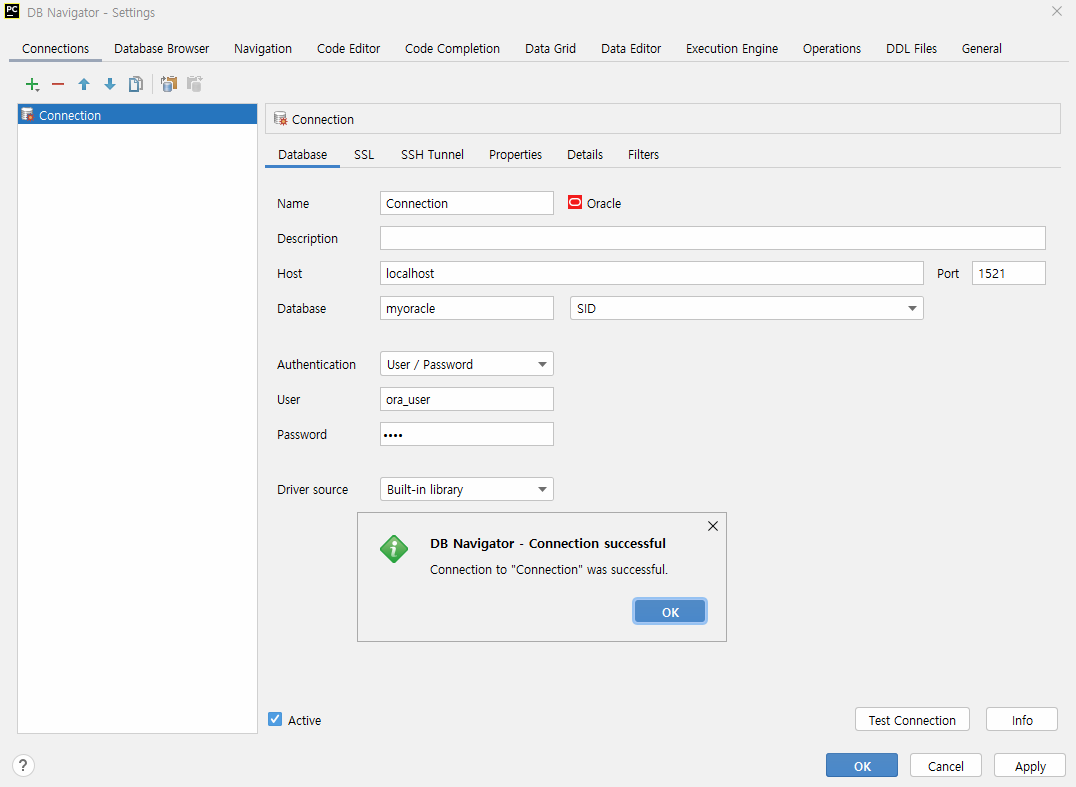 PC DB Navigator - Settings
Connections Database Browser Navigation Code Editor Code Completion Data Grid Data Editor Execution Engine Operations DDL Files General
Connection
Connection
Database SSL SSH Tunnel Properties Details Filters
Name Connection Oracle
Description
Host localhost Port 1521
Database myoracle SID
Authentication User / Password
User ora_user
Password ••••
Driver source Built-in library
DB Navigator - Connection successful
Connection to "Connection" was successful.
OK
Active Test Connection Info
? OK Cancel Apply